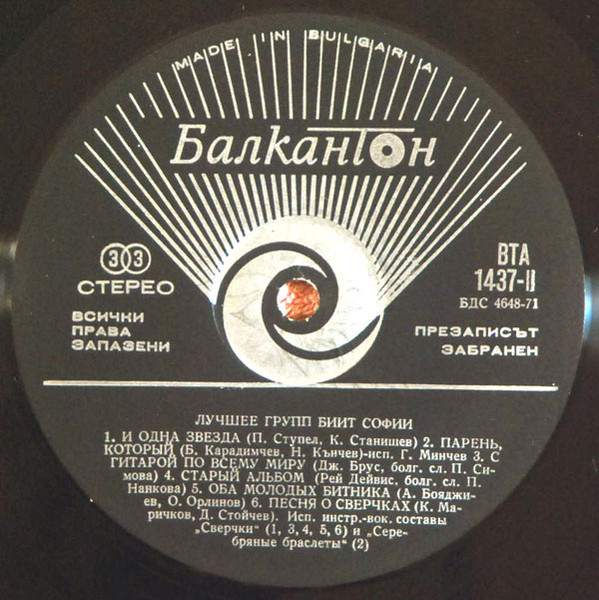 MADE IN BULGARIA
Балкантон
33
СТЕРЕО
ВСИЧКИ
ПРАВА
ЗАПАЗЕНИ
ВТА
1437-II
БДС 4648-71
ПРЕЗАПИСЪТ
ЗАБРАНЕН
ЛУЧШЕЕ ГРУПП БИИТ СОФИИ
1. И ОДНА ЗВЕЗДА (П. Ступел, К. Станишев) 2. ПАРЕНЬ,
КОТОРЫЙ (Б. Карадимчев, Н. Кънчев)-исп. Г. Минчев 3. С
ГИТАРОЙ ПО ВСЕМУ МИРУ (Дж. Брус, болг. сл. П. Си-
мова) 4. СТАРЫЙ АЛЬБОМ (Рей Дейвис, болг. сл. П.
Нанкова) 5. ОБА МОЛОДЫХ БИТНИКА (А. Бояджи-
ев, О. Орлинов) 6. ПЕСНЯ О СВЕРЧКАХ (К. Ма-
ричков, Д. Стойчев). Исп. инстр.-вок. составы
„Сверчки“ (1, 3, 4, 5, 6) и „Сере-
бряные браслеты“ (2)